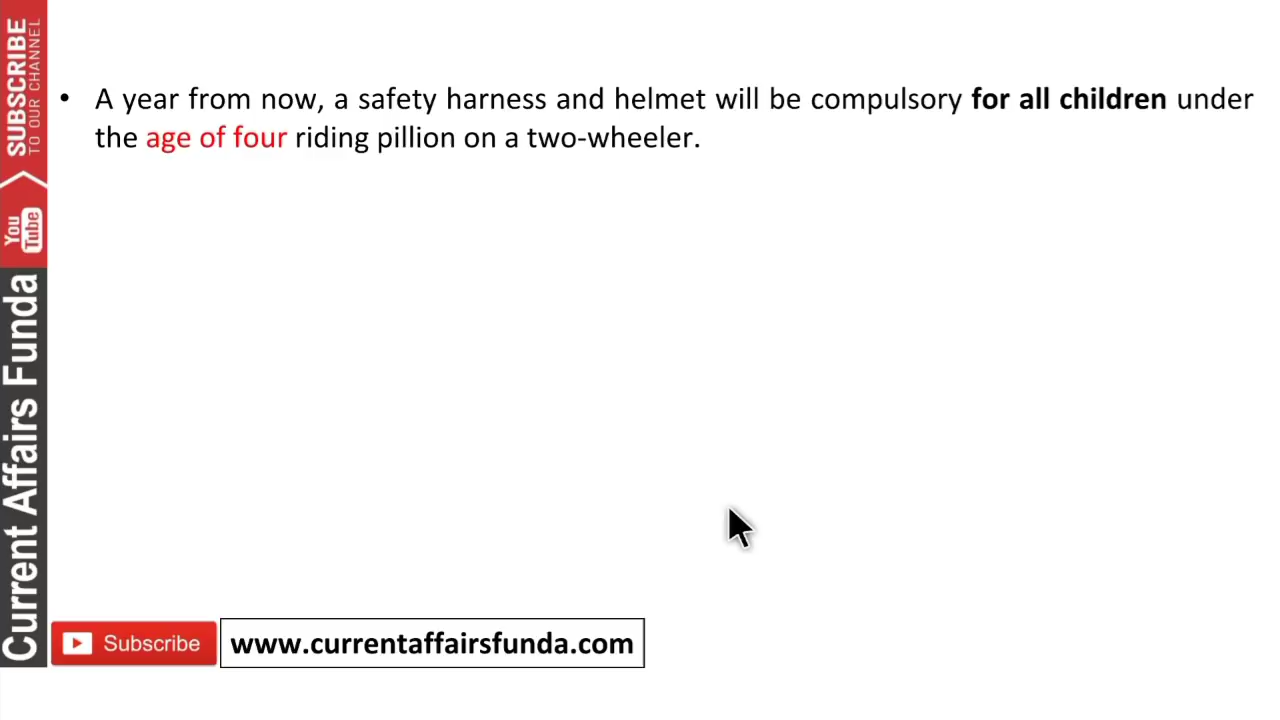 SUBSCRIBE
TO OUR CHANNEL
You
Tube
Current Affairs Funda
• A year from now, a safety harness and helmet will be compulsory for all children under
the age of four riding pillion on a two-wheeler.
Subscribe
www.currentaffairsfunda.com